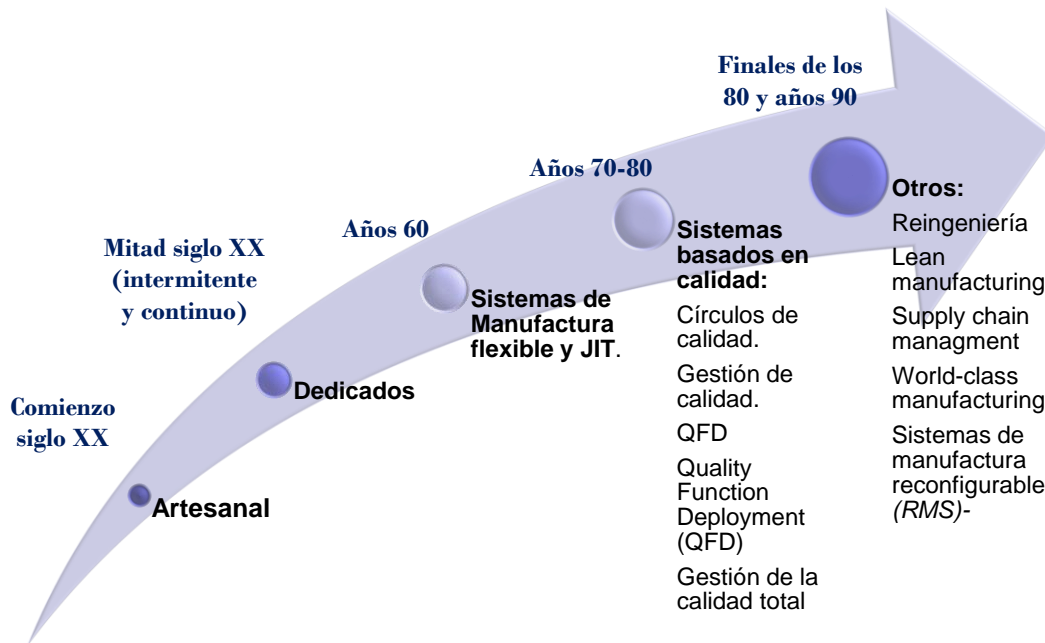 Comienzo
siglo XX
Artesanal
Mitad siglo XX
(intermitente
y continuo)
Dedicados
Años 60
Sistemas de
Manufactura
flexible y JIT.
Años 70-80
Sistemas
basados en
calidad:
Círculos de
calidad.
Gestión de
calidad.
QFD
Quality
Function
Deployment
(QFD)
Gestión de la
calidad total
Finales de los
80 y años 90
Otros:
Reingeniería
Lean
manufacturing
Supply chain
managment
World-class
manufacturing
Sistemas de
manufactura
reconfigurable
(RMS)-